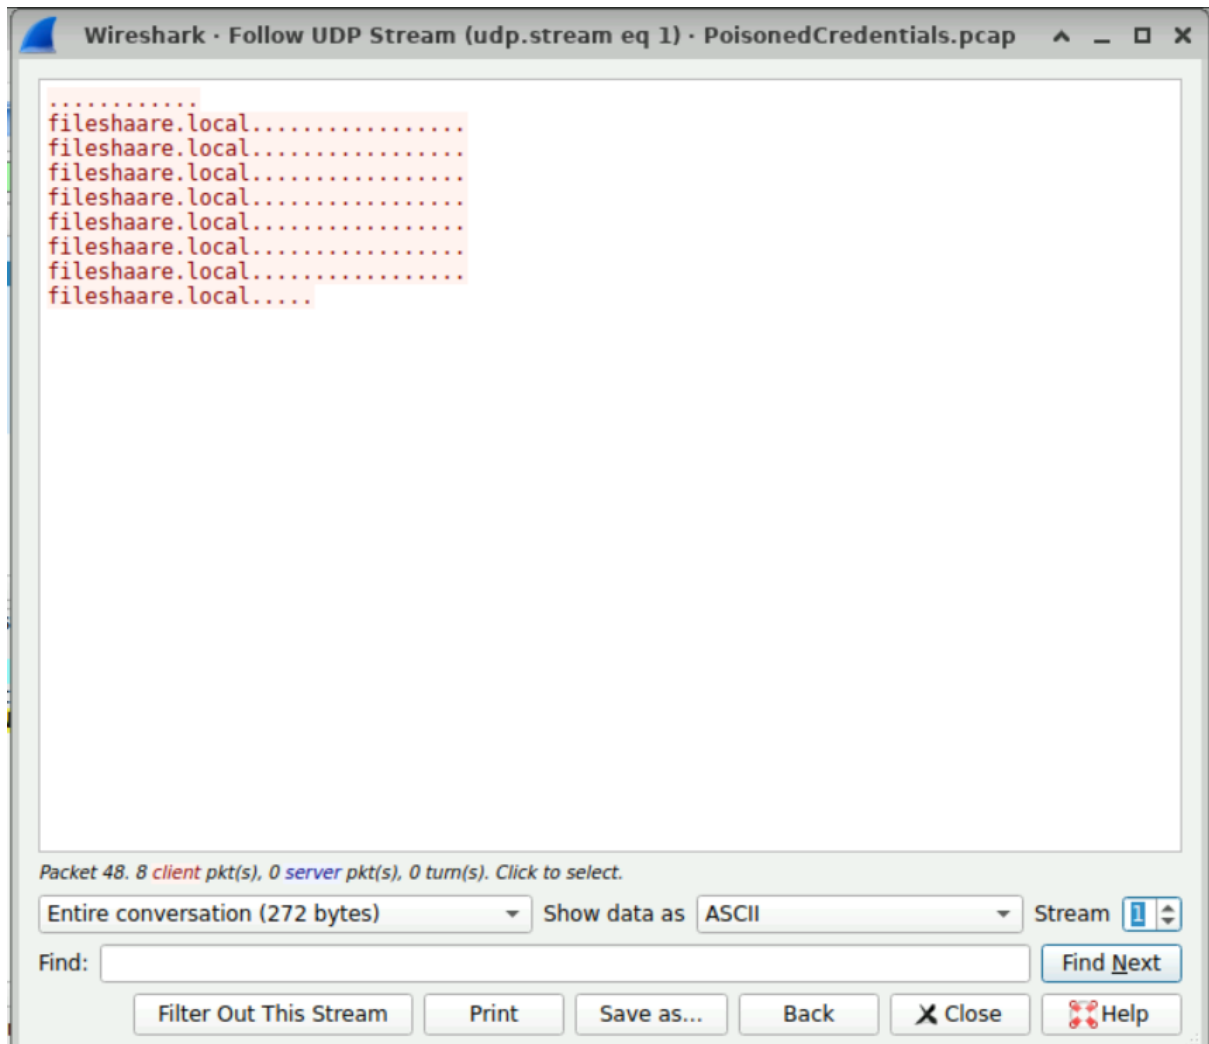 Wireshark · Follow UDP Stream (udp.stream eq 1) · PoisonedCredentials.pcap
............
fileshaare.local.................
fileshaare.local.................
fileshaare.local.................
fileshaare.local.................
fileshaare.local.................
fileshaare.local.................
fileshaare.local.................
fileshaare.local.....
Packet 48. 8 client pkt(s), 0 server pkt(s), 0 turn(s). Click to select.
Entire conversation (272 bytes) Show data as ASCII Stream 1
Find: Find Next
Filter Out This Stream Print Save as... Back Close Help